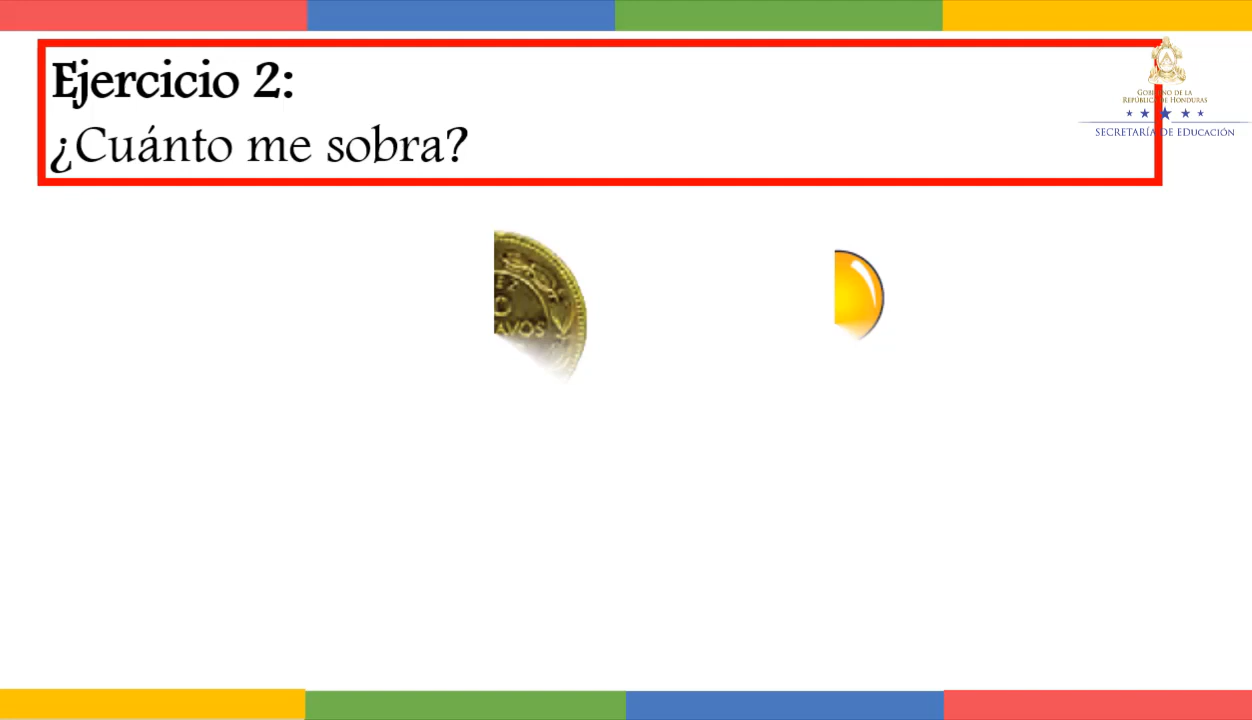 Ejercicio 2:
¿Cuánto me sobra?
GOBIERNO DE LA
REPÚBLICA DE HONDURAS
SECRETARÍA DE EDUCACIÓN